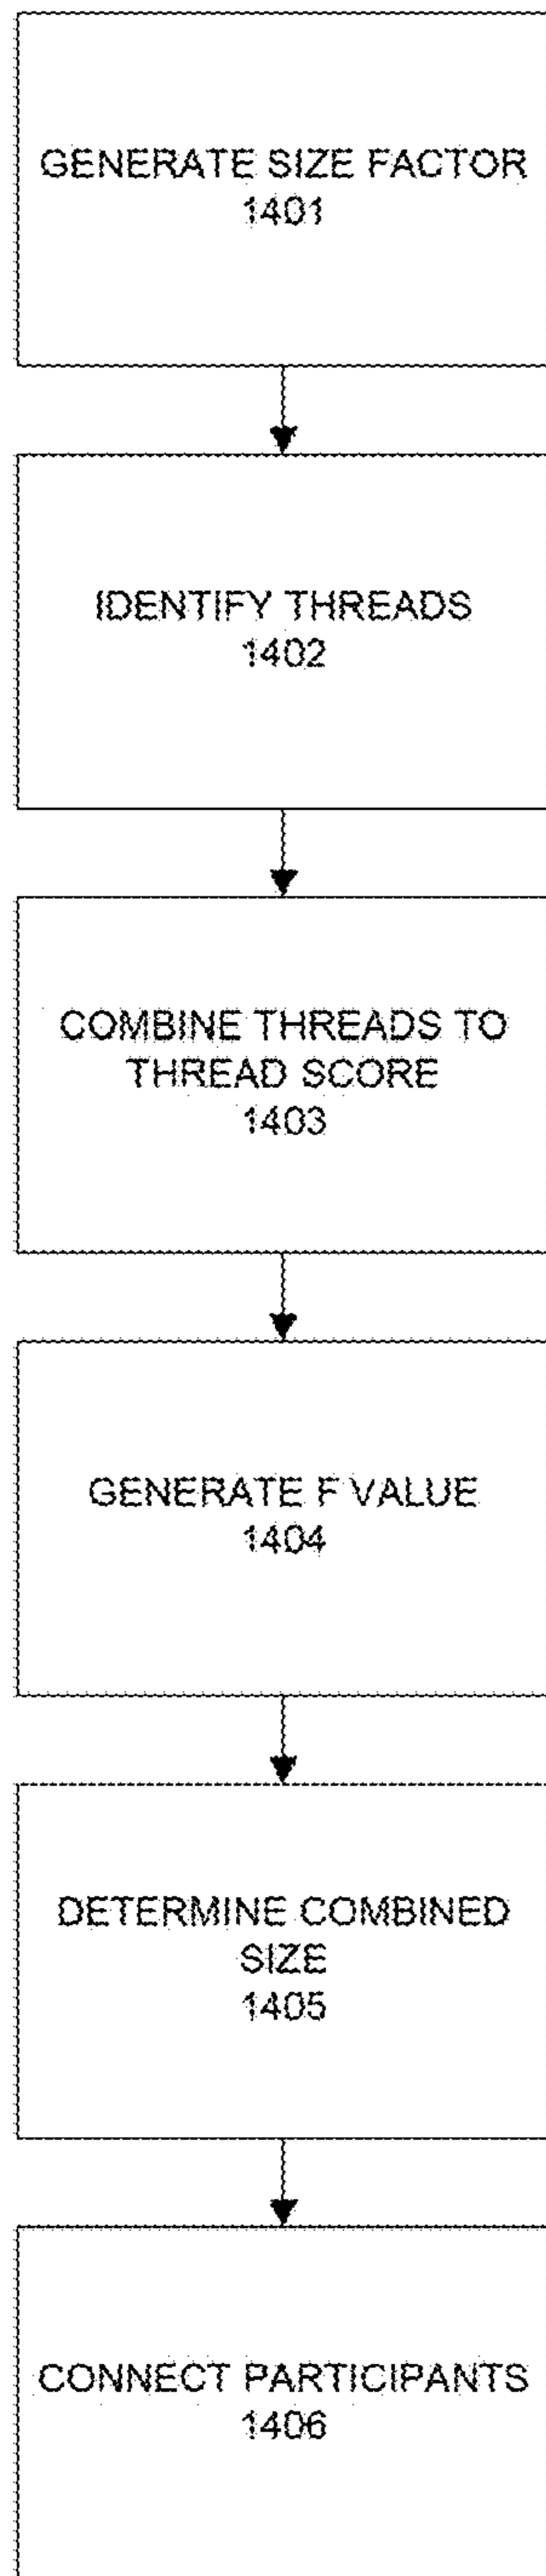 GENERATE SIZE FACTOR
1401
IDENTIFY THREADS
1402
COMBINE THREADS TO
THREAD SCORE
1403
GENERATE F VALUE
1404
DETERMINE COMBINED
SIZE
1405
CONNECT PARTICIPANTS
1406